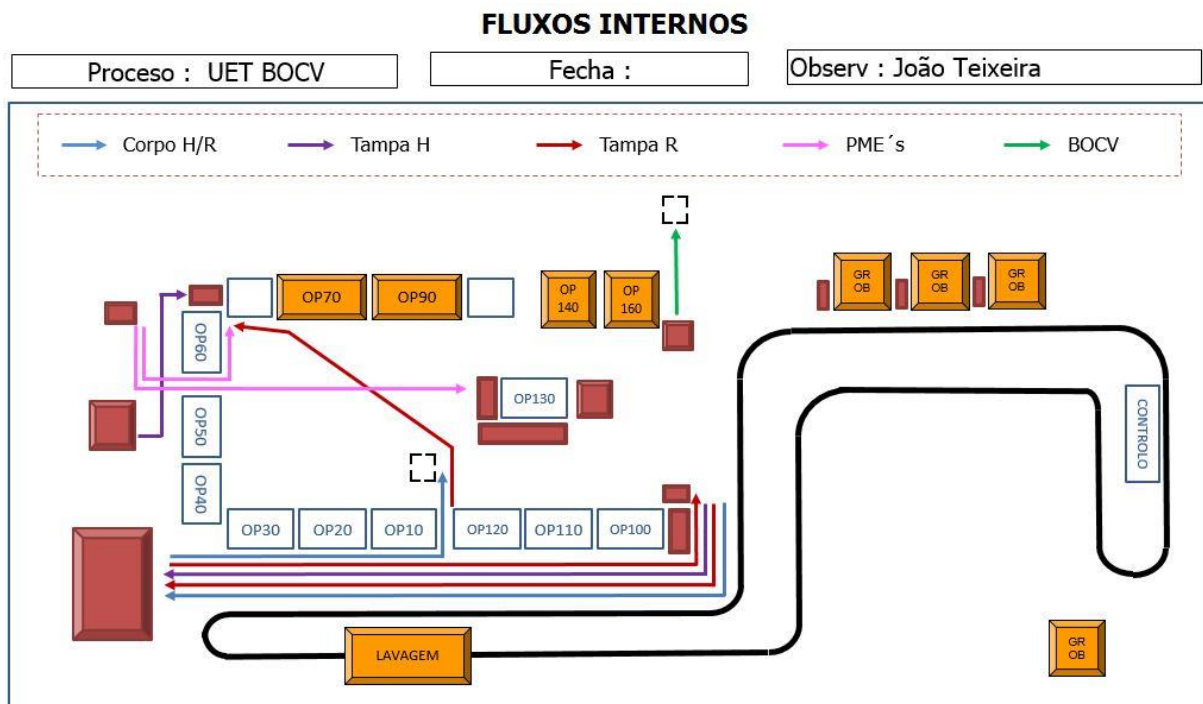 FLUXOS INTERNOS
Proceso : UET BOCV
Fecha :
Observ : João Teixeira
Corpo H/R
Tampa H
Tampa R
PME´s
BOCV
OP70
OP90
OP
140
OP
160
GR
OB
GR
OB
GR
OB
OP60
OP130
OP50
CONTROLO
OP40
OP30
OP20
OP10
OP120
OP110
OP100
LAVAGEM
GR
OB